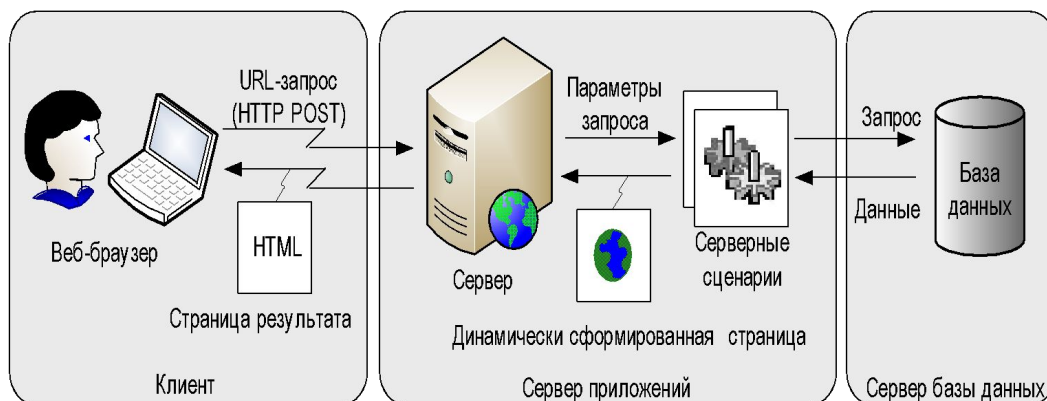 URL-запрос
(HTTP POST)
Веб-браузер
HTML
Страница результата
Клиент
Сервер
Параметры
запроса
Серверные
сценарии
Динамически сформированная страница
Сервер приложений
Запрос
Данные
База
данных
Сервер базы данных